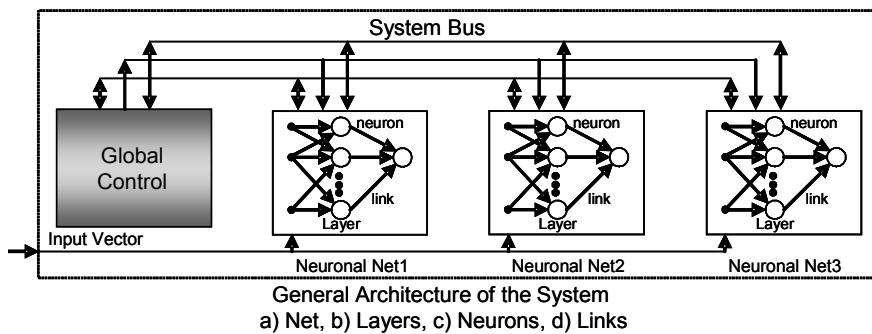 System Bus
Global
Control
neuron
link
Layer
neuron
link
Layer
neuron
link
Layer
Input Vector
Neuronal Net1
Neuronal Net2
Neuronal Net3
General Architecture of the System
a) Net, b) Layers, c) Neurons, d) Links